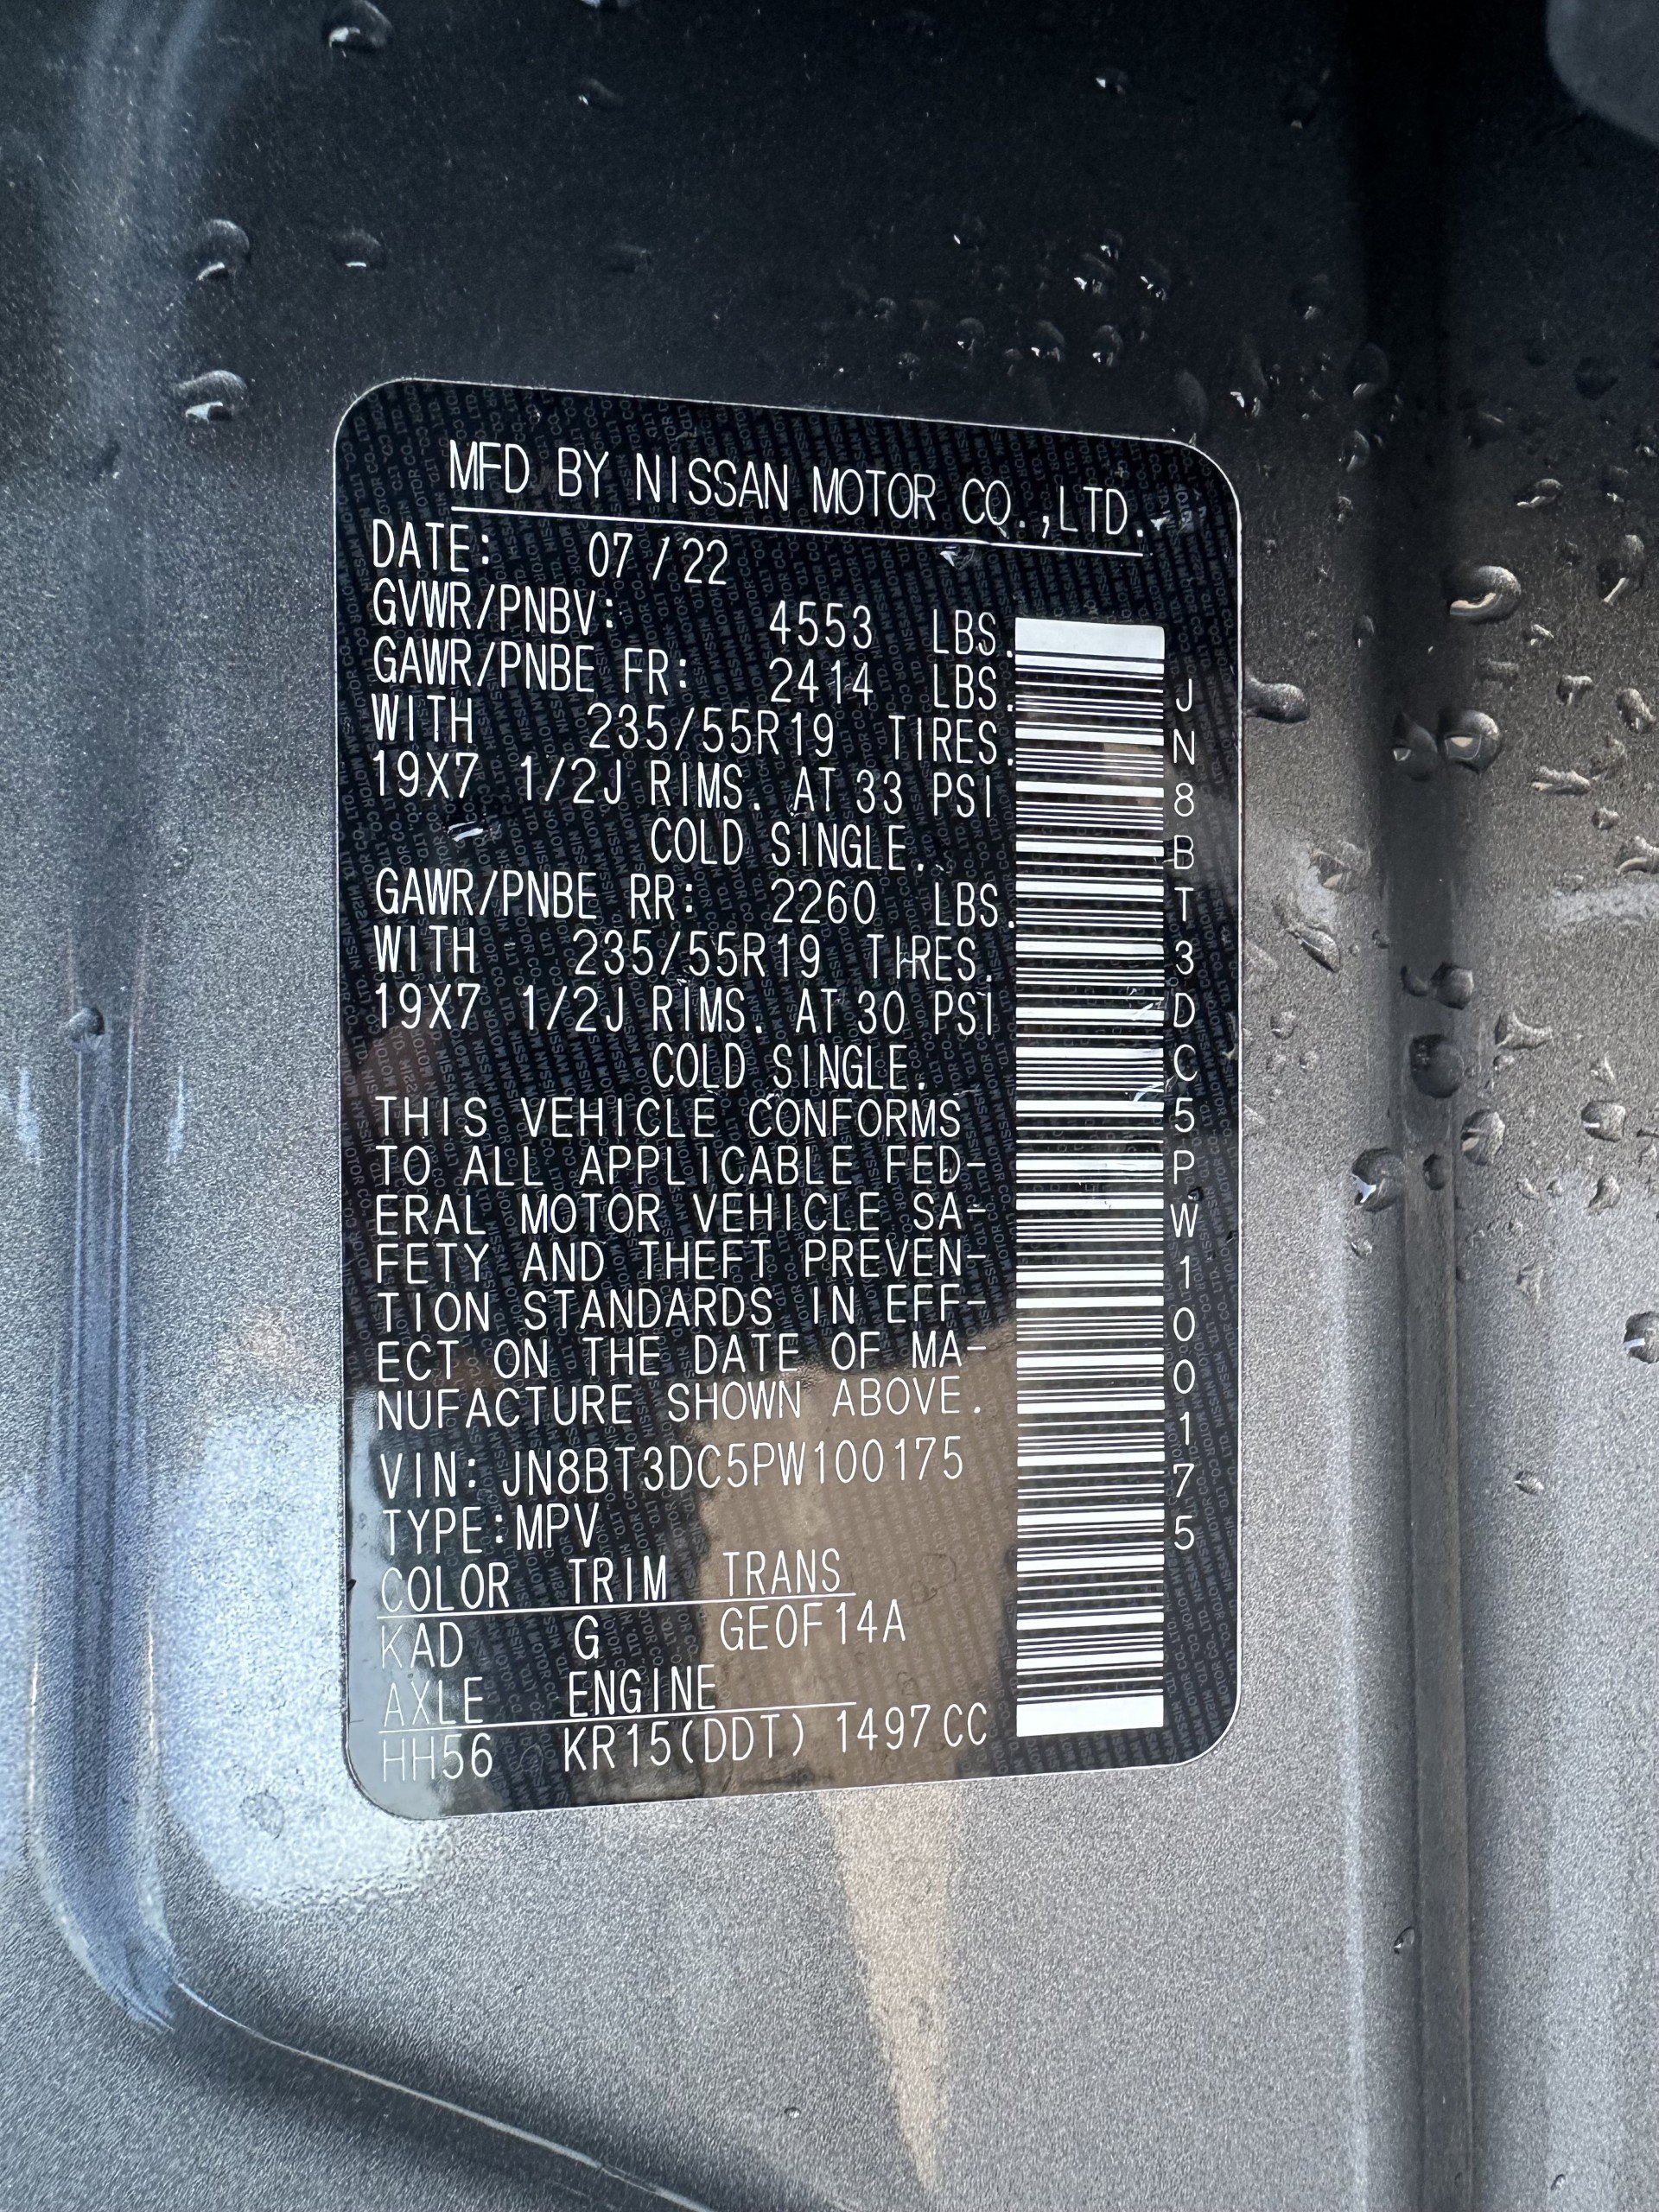 MFD BY NISSAN MOTOR CO.,LTD.
DATE: 07/22
GVWR/PNBV: 4553 LBS.
GAWR/PNBE FR: 2414 LBS.
WITH 235/55R19 TIRES.
19X7 1/2J RIMS. AT 33 PSI
COLD SINGLE.
GAWR/PNBE RR: 2260 LBS.
WITH 235/55R19 TIRES.
19X7 1/2J RIMS. AT 30 PSI
COLD SINGLE.
THIS VEHICLE CONFORMS
TO ALL APPLICABLE FED-
ERAL MOTOR VEHICLE SA-
FETY AND THEFT PREVEN-
TION STANDARDS IN EFF-
ECT ON THE DATE OF MA-
NUFACTURE SHOWN ABOVE.
VIN: JN8BT3DC5PW100175
TYPE:MPV
COLOR TRIM TRANS
KAD G GE0F14A
AXLE ENGINE
HH56 KR15(DDT) 1497CC
JN8BT3DC5PW100175